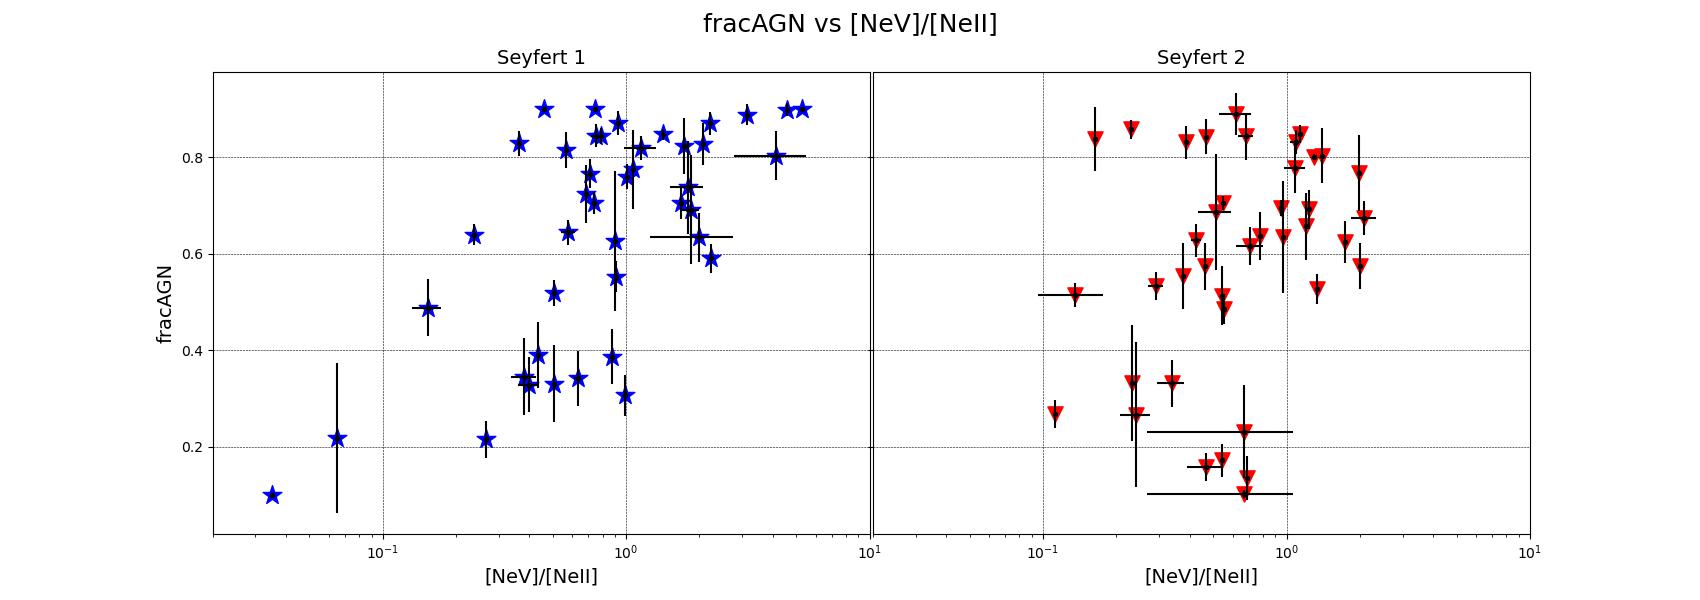 fracAGN vs [NeV]/[NeII]
Seyfert 1
Seyfert 2
fracAGN
0.8
0.6
0.4
0.2
10⁻¹
10⁰
10¹
10⁻¹
10⁰
10¹
[NeV]/[NeII]
[NeV]/[NeII]